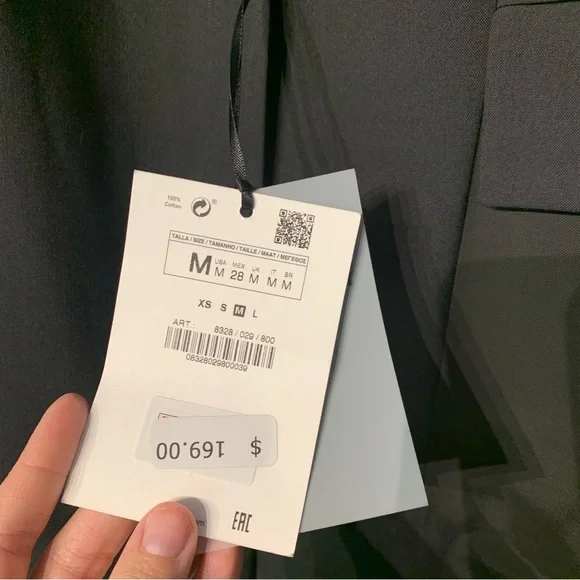 100%
Cotton
®
TALLA / SIZE / TAMANHO / TAILLE / MAAT / ΜΕΓΕΘΟΣ
M USA M MEX 28 UK M IT M BR M
XS S M L
ART.: 8328 / 029 / 800
08328029800039
$ 169.00
om
EAC